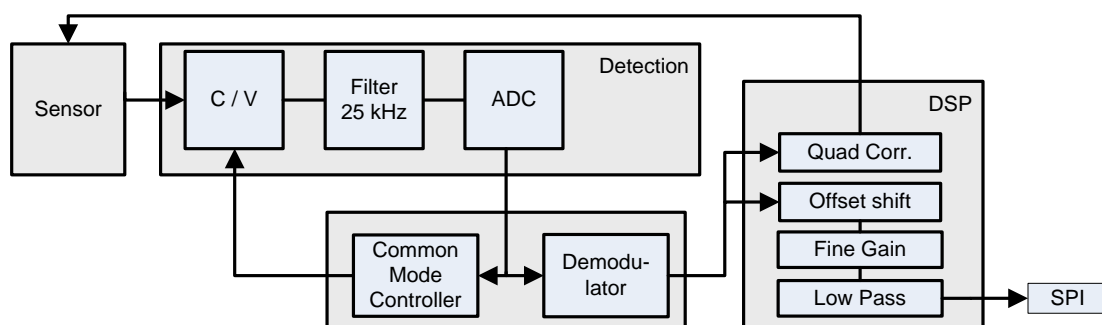 Sensor
Detection
C / V
Filter
25 kHz
ADC
Common
Mode
Controller
Demodu-
lator
DSP
Quad Corr.
Offset shift
Fine Gain
Low Pass
SPI